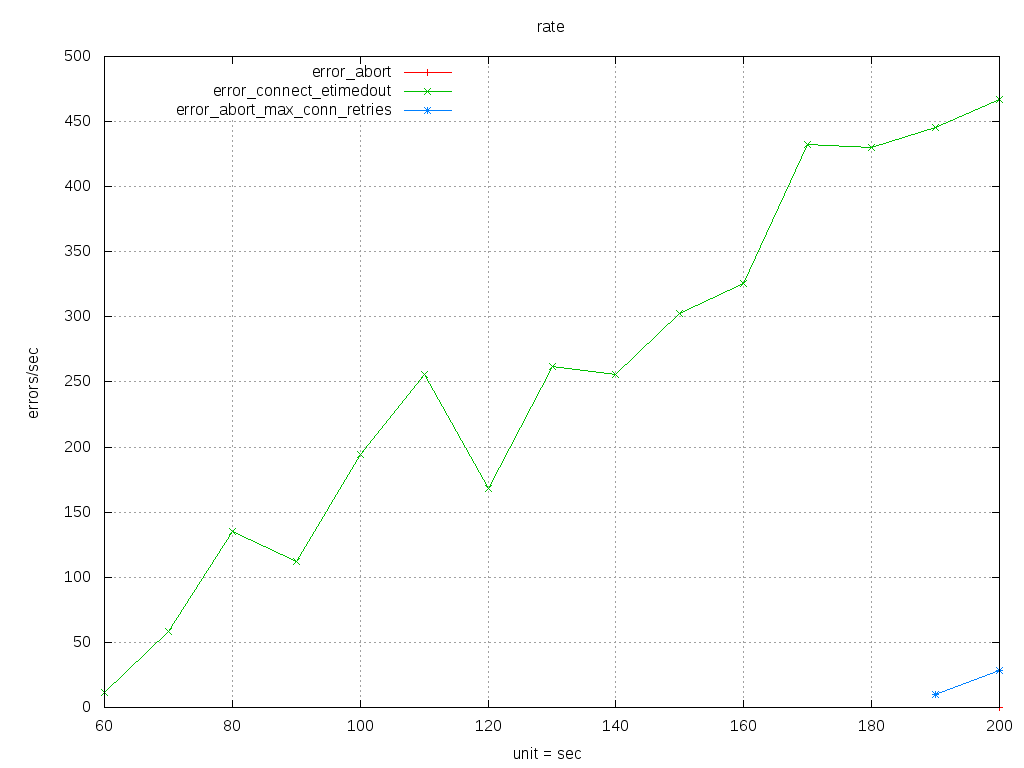 rate
error_abort
error_connect_etimedout
error_abort_max_conn_retries
500
450
400
350
300
250
200
150
100
50
0
errors/sec
60 80 100 120 140 160 180 200
unit = sec